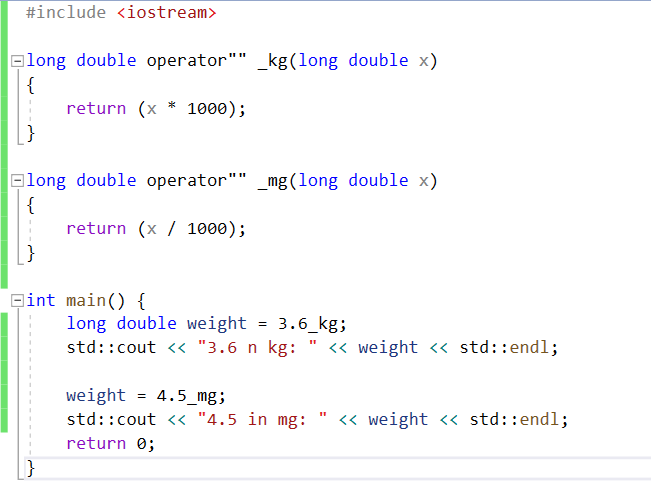 #include <iostream>
long double operator"" _kg(long double x)
{
return (x * 1000);
}
long double operator"" _mg(long double x)
{
return (x / 1000);
}
int main() {
long double weight = 3.6_kg;
std::cout << "3.6 n kg: " << weight << std::endl;
weight = 4.5_mg;
std::cout << "4.5 in mg: " << weight << std::endl;
return 0;
}